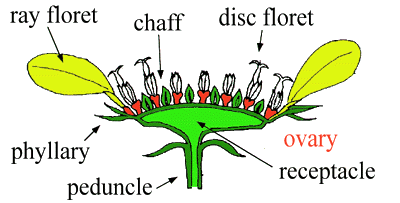 ray floret
chaff
disc floret
phyllary
ovary
receptacle
peduncle